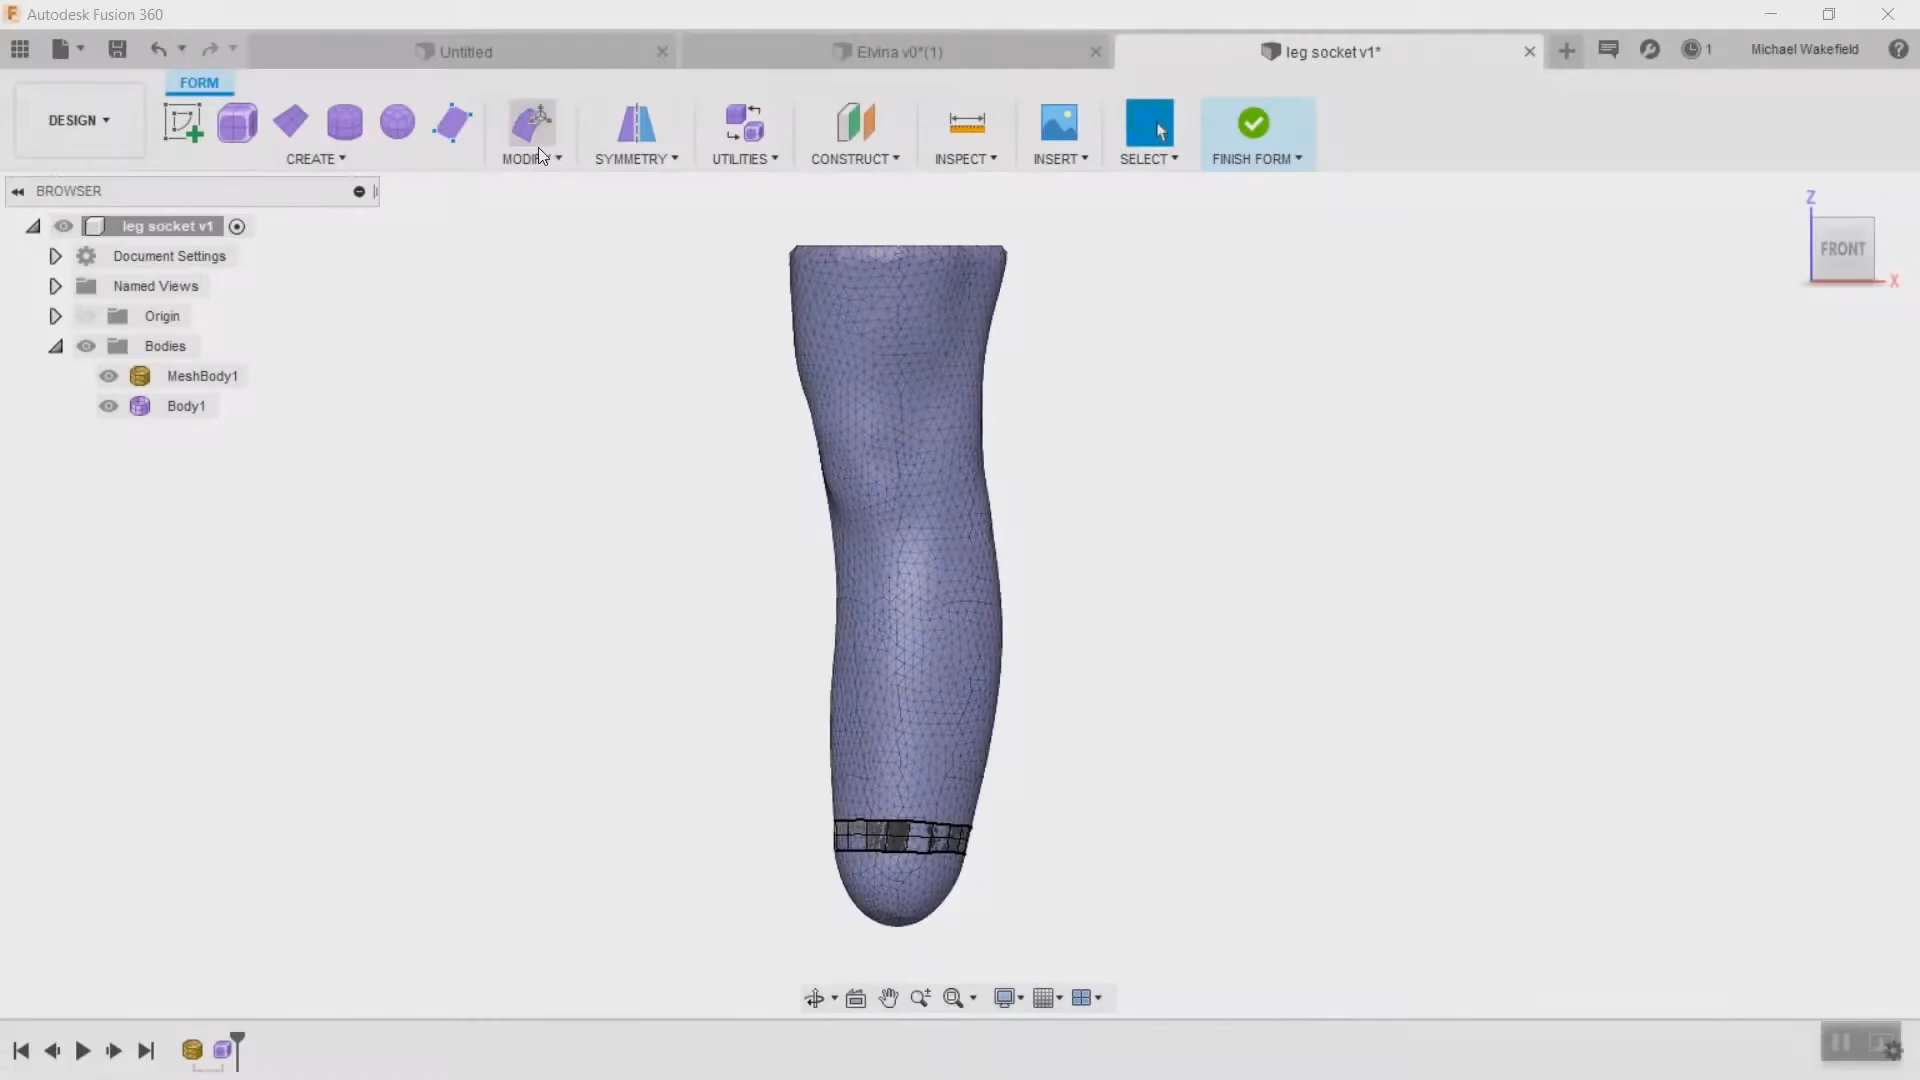 Autodesk Fusion 360
Untitled
Elvina v0*(1)
leg socket v1*
1
Michael Wakefield
DESIGN
FORM
CREATE
MODIFY
SYMMETRY
UTILITIES
CONSTRUCT
INSPECT
INSERT
SELECT
FINISH FORM
BROWSER
leg socket v1
Document Settings
Named Views
Origin
Bodies
MeshBody1
Body1
Z
FRONT
X